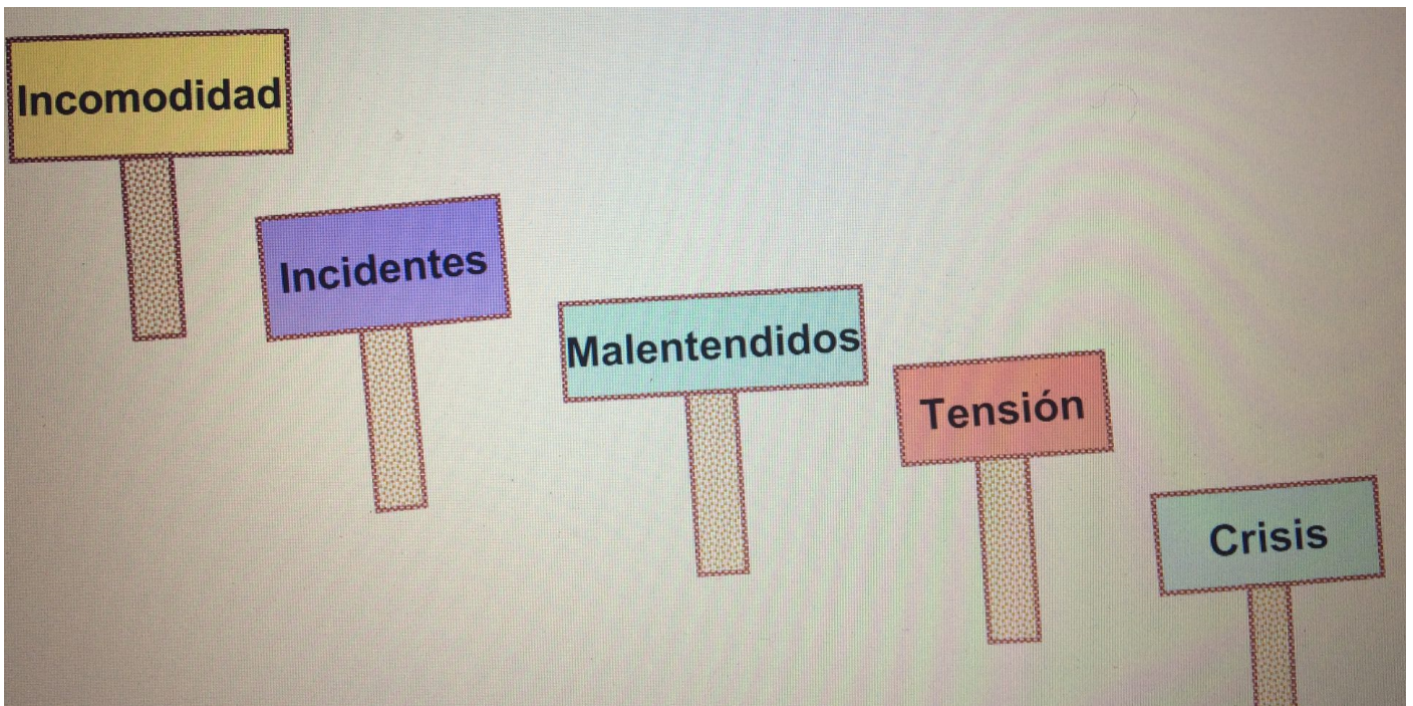 Incomodidad
Incidentes
Malentendidos
Tensión
Crisis